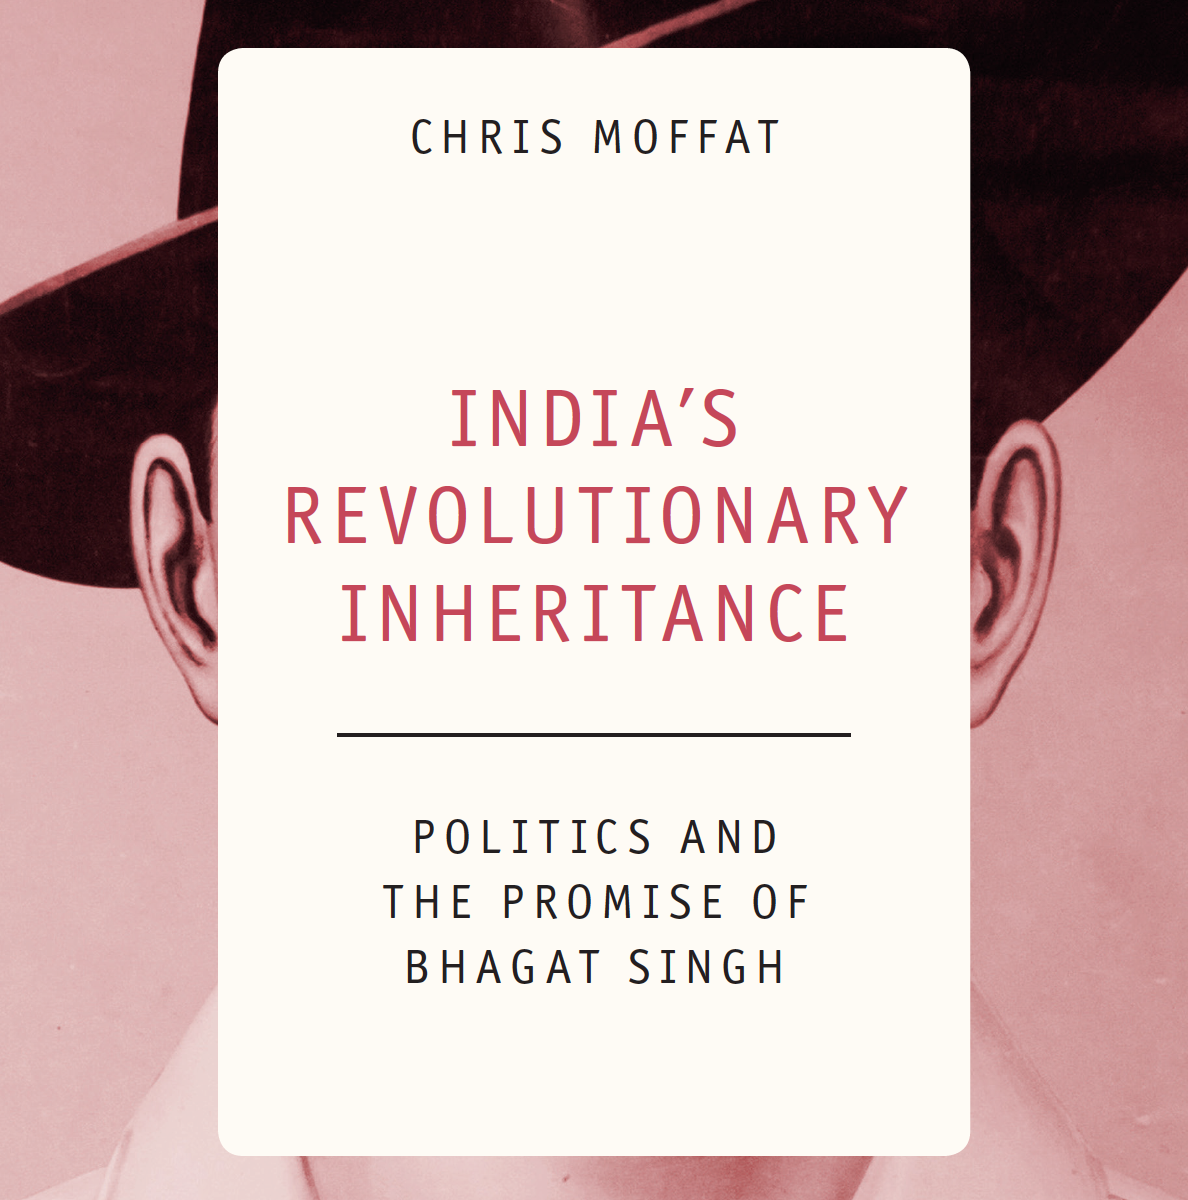 CHRIS MOFFAT
INDIA'S
REVOLUTIONARY
INHERITANCE
POLITICS AND
THE PROMISE OF
BHAGAT SINGH